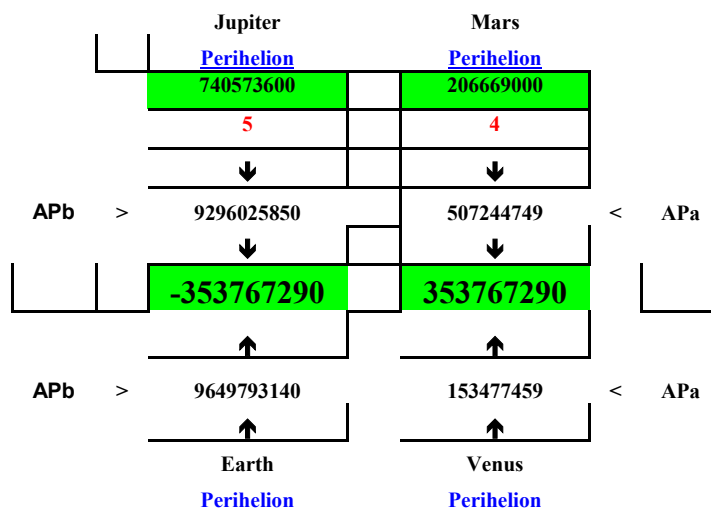 Jupiter Mars
Perihelion Perihelion
740573600 206669000
5 4
🡻 🡻
APb > 9296025850 507244749 < APa
🡻 🡻
-353767290 353767290
🡹 🡹
APb > 9649793140 153477459 < APa
🡹 🡹
Earth Venus
Perihelion Perihelion